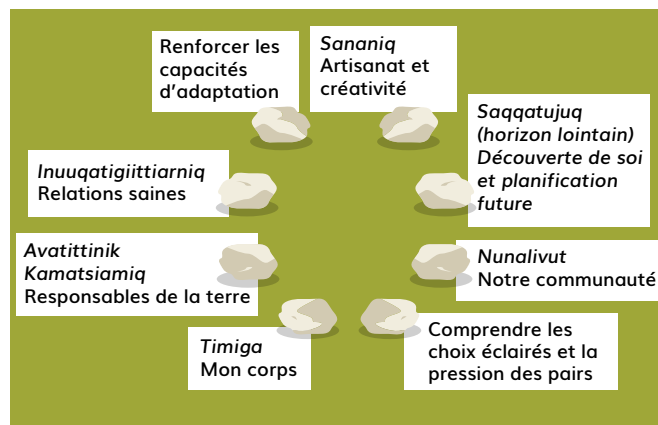 Renforcer les
capacités
d'adaptation
Sananiq
Artisanat et
créativité
Saqqatujuq
(horizon lointain)
Découverte de soi
et planification
future
Inuuqatigiittiarniq
Relations saines
Avatittinik
Kamatsiamiq
Responsables de la terre
Nunalivut
Notre communauté
Timiga
Mon corps
Comprendre les
choix éclairés et la
pression des pairs